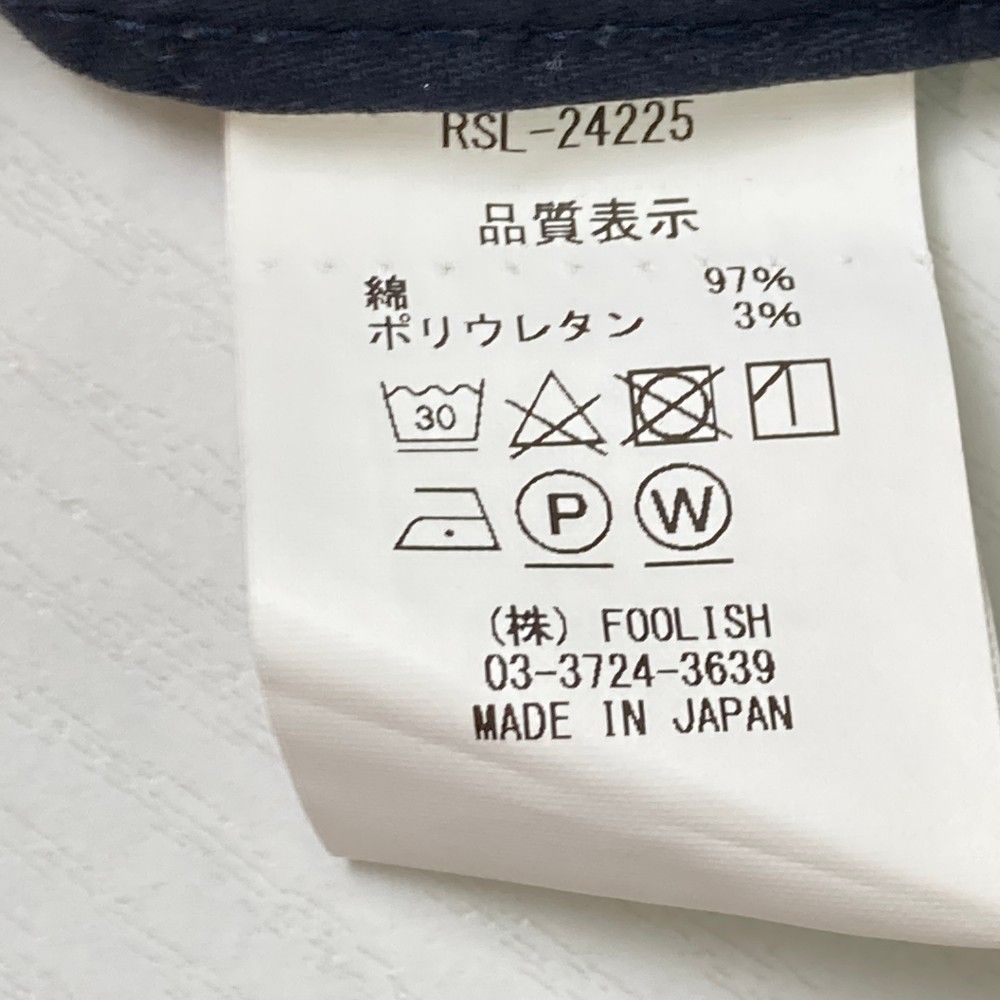 RSL-24225
品質表示
綿 97%
ポリウレタン 3%
30
P W
(株) FOOLISH
03-3724-3639
MADE IN JAPAN